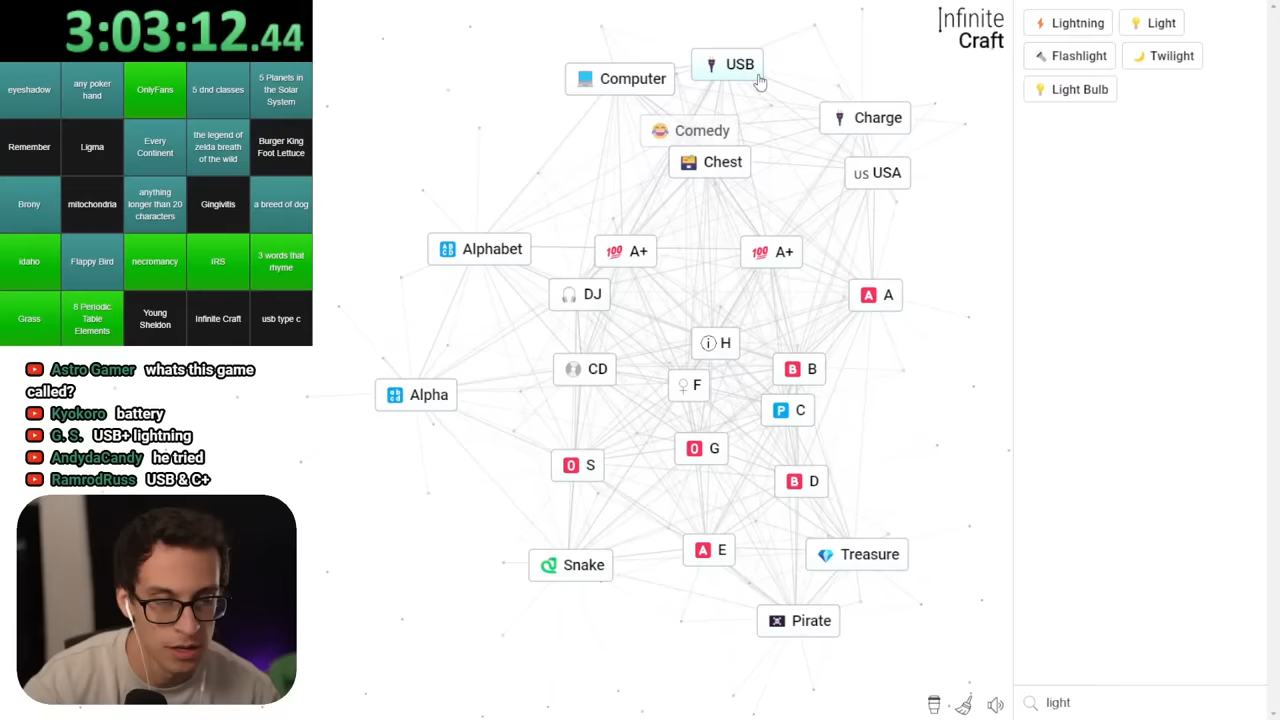 3:03:12.44
eyeshadow
any poker
hand
OnlyFans
5 dnd classes
5 Planets in
the Solar
System
Remember
Ligma
Every
Continent
the legend of
zelda breath
of the wild
Burger King
Foot Lettuce
Brony
mitochondria
anything
longer than 20
characters
Gingivitis
a breed of dog
idaho
Flappy Bird
necromancy
IRS
3 words that
rhyme
Grass
8 Periodic
Table
Elements
Young
Sheldon
Infinite Craft
usb type c
Astro Gamer whats this game
called?
Kyokoro battery
G. S. USB+ lightning
AndydaCandy he tried
RamrodRuss USB & C+
Infinite
Craft
Computer
USB
Comedy
Chest
Charge
US USA
Alphabet
100 A+
100 A+
DJ
A A
H
CD
F
B B
P C
Alpha
O S
O G
B D
Snake
A E
Treasure
Pirate
Lightning
Light
Flashlight
Twilight
Light Bulb
light